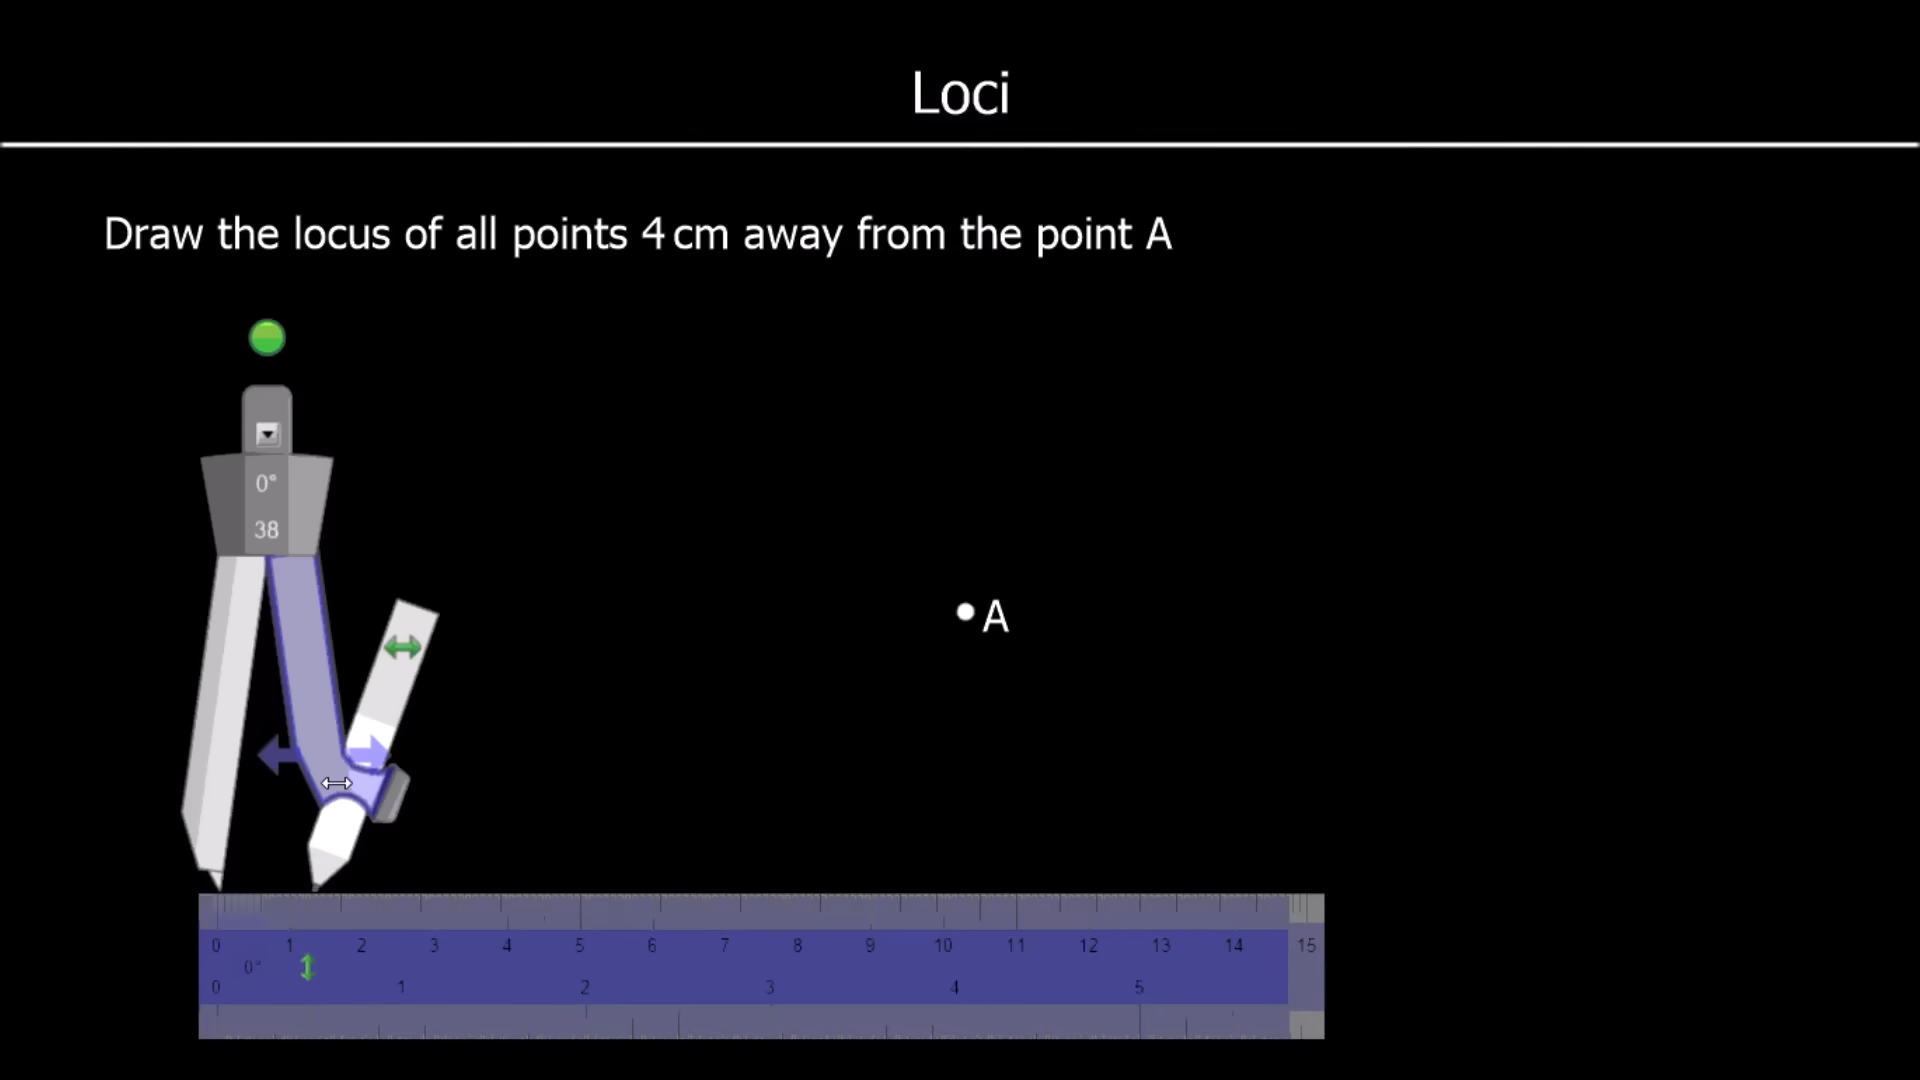 Loci
Draw the locus of all points 4 cm away from the point A
0°
38
A
0 1 2 3 4 5 6 7 8 9 10 11 12 13 14 15
0°
0 1 2 3 4 5